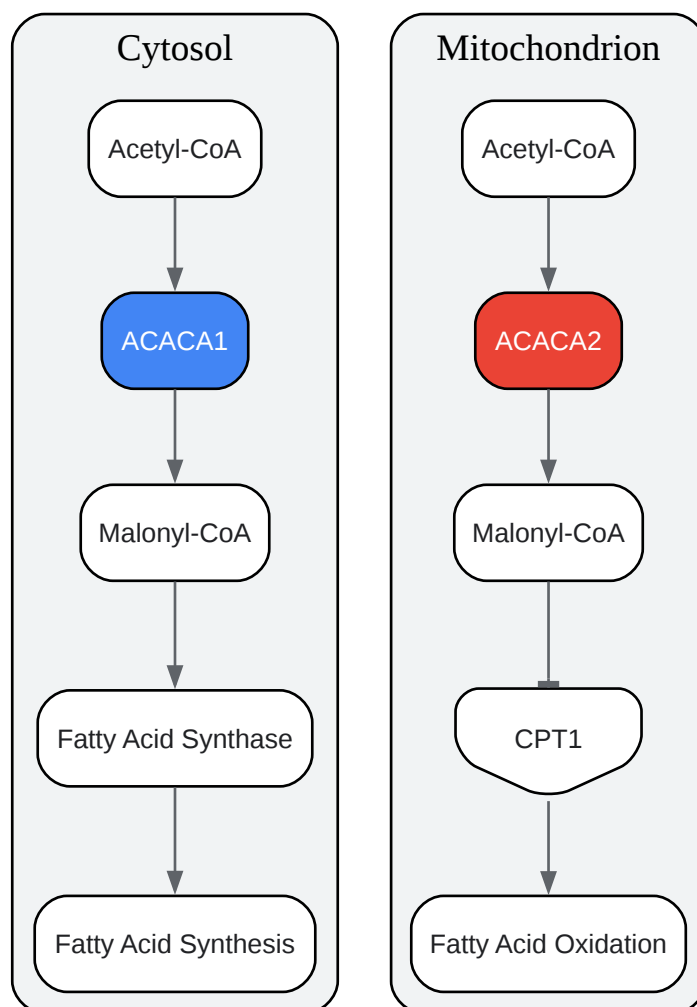 Cytosol
Acetyl-CoA
ACACA1
Malonyl-CoA
Fatty Acid Synthase
Fatty Acid Synthesis
Mitochondrion
Acetyl-CoA
ACACA2
Malonyl-CoA
CPT1
Fatty Acid Oxidation